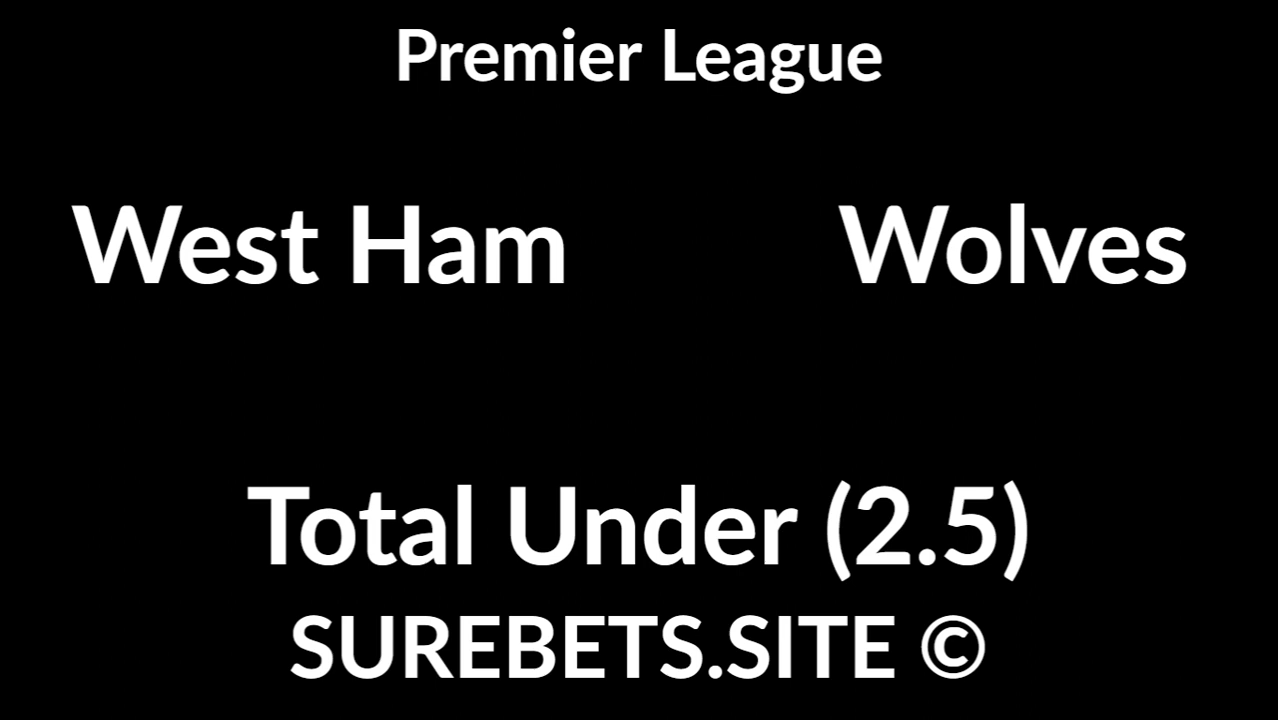 Premier League
West Ham Wolves
Total Under (2.5)
SUREBETS.SITE ©